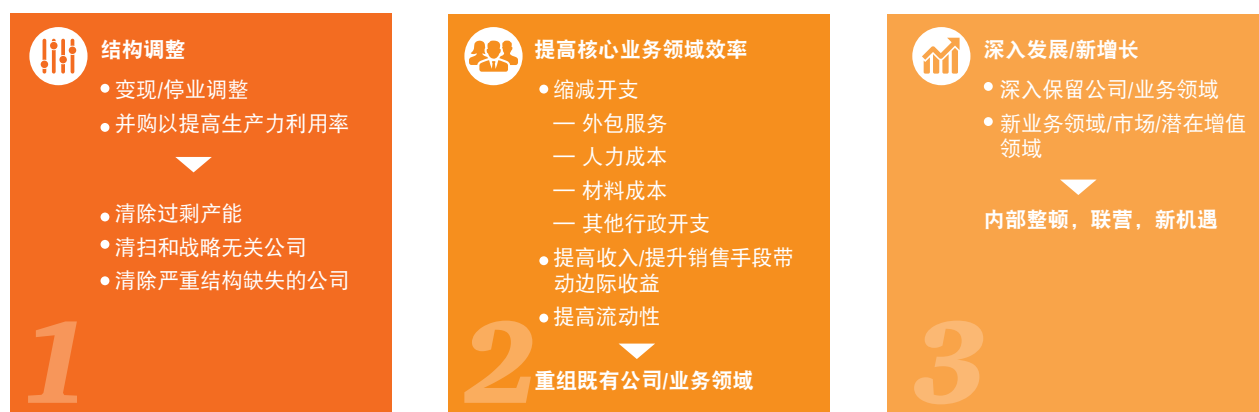 结构调整
• 变现/停业调整
• 并购以提高生产力利用率
• 清除过剩产能
• 清扫和战略无关公司
• 清除严重结构缺失的公司
1
提高核心业务领域效率
• 缩减开支
— 外包服务
— 人力成本
— 材料成本
— 其他行政开支
• 提高收入/提升销售手段带
动边际收益
• 提高流动性
重组既有公司/业务领域
2
深入发展/新增长
• 深入保留公司/业务领域
• 新业务领域/市场/潜在增值
领域
内部整顿，联营，新机遇
3